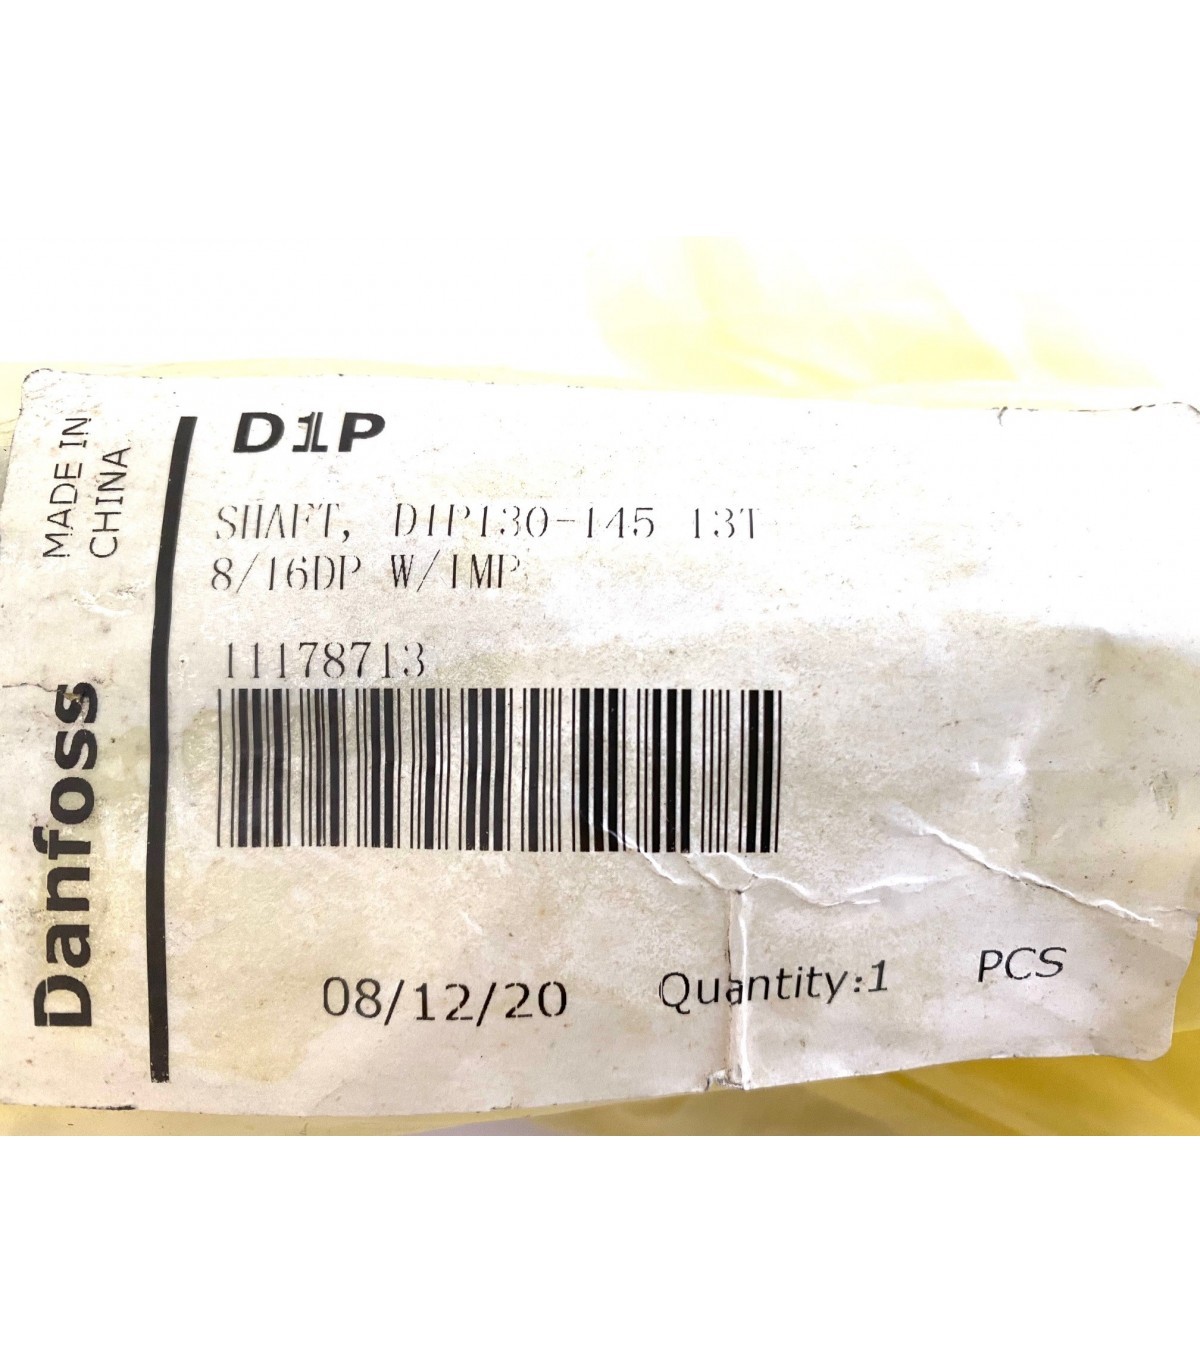 MADE IN
CHINA
Danfoss
D1P
SHAFT, D1P130-145 13T
8/16DP W/IMP
11178713
08/12/20
Quantity:1 PCS